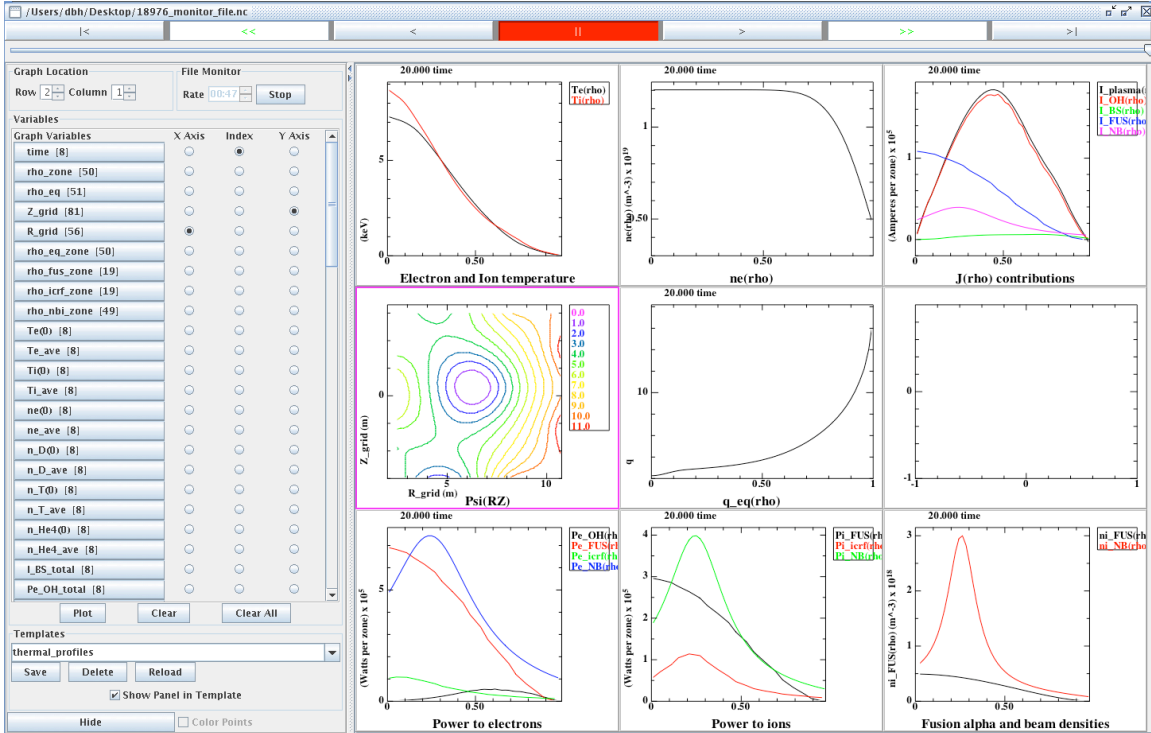 /Users/dbh/Desktop/18976_monitor_file.nc
|< << < || > >> >|
Graph Location
Row 2 Column 1
File Monitor
Rate 00:47 Stop
Variables
Graph Variables X Axis Index Y Axis
time [8]
rho_zone [50]
rho_eq [51]
Z_grid [81]
R_grid [56]
rho_eq_zone [50]
rho_fus_zone [19]
rho_icrf_zone [19]
rho_nbi_zone [49]
Te(0) [8]
Te_ave [8]
Ti(0) [8]
Ti_ave [8]
ne(0) [8]
ne_ave [8]
n_D(0) [8]
n_D_ave [8]
n_T(0) [8]
n_T_ave [8]
n_He4(0) [8]
n_He4_ave [8]
I_BS_total [8]
Pe_OH_total [8]
Plot Clear Clear All
Templates
thermal_profiles
Save Delete Reload
Show Panel in Template
Hide Color Points
20.000 time
Te(rho)
Ti(rho)
(keV)
5
0
0.50
Electron and Ion temperature
20.000 time
ne(rho) (m^-3) x 10^19
1
0.50
0
0.50
ne(rho)
20.000 time
I_plasma(
I_OH(rho)
I_BS(rho)
I_FUS(rho
I_NB(rho)
(Amperes per zone) x 10^5
1
0
0.50
J(rho) contributions
20.000 time
0.0
1.0
2.0
3.0
4.0
5.0
6.0
7.0
8.0
9.0
10.0
11.0
Z_grid (m)
0
5
10
R_grid (m)
Psi(RZ)
20.000 time
q
10
0
0.50
1
q_eq(rho)
20.000 time
0
0
-1
0
1
20.000 time
Pe_OH(rh
Pe_FUS(r
Pe_icrf(rh
Pe_NB(rh
(Watts per zone) x 10^5
5
0
0.50
Power to electrons
20.000 time
Pi_FUS(rh
Pi_icrf(rh
Pi_NB(rh
(Watts per zone) x 10^5
4
3
2
1
0
0.50
Power to ions
20.000 time
ni_FUS(rh
ni_NB(rho
ni_FUS(rho) (m^-3) x 10^18
3
2
1
0
0.50
Fusion alpha and beam densities